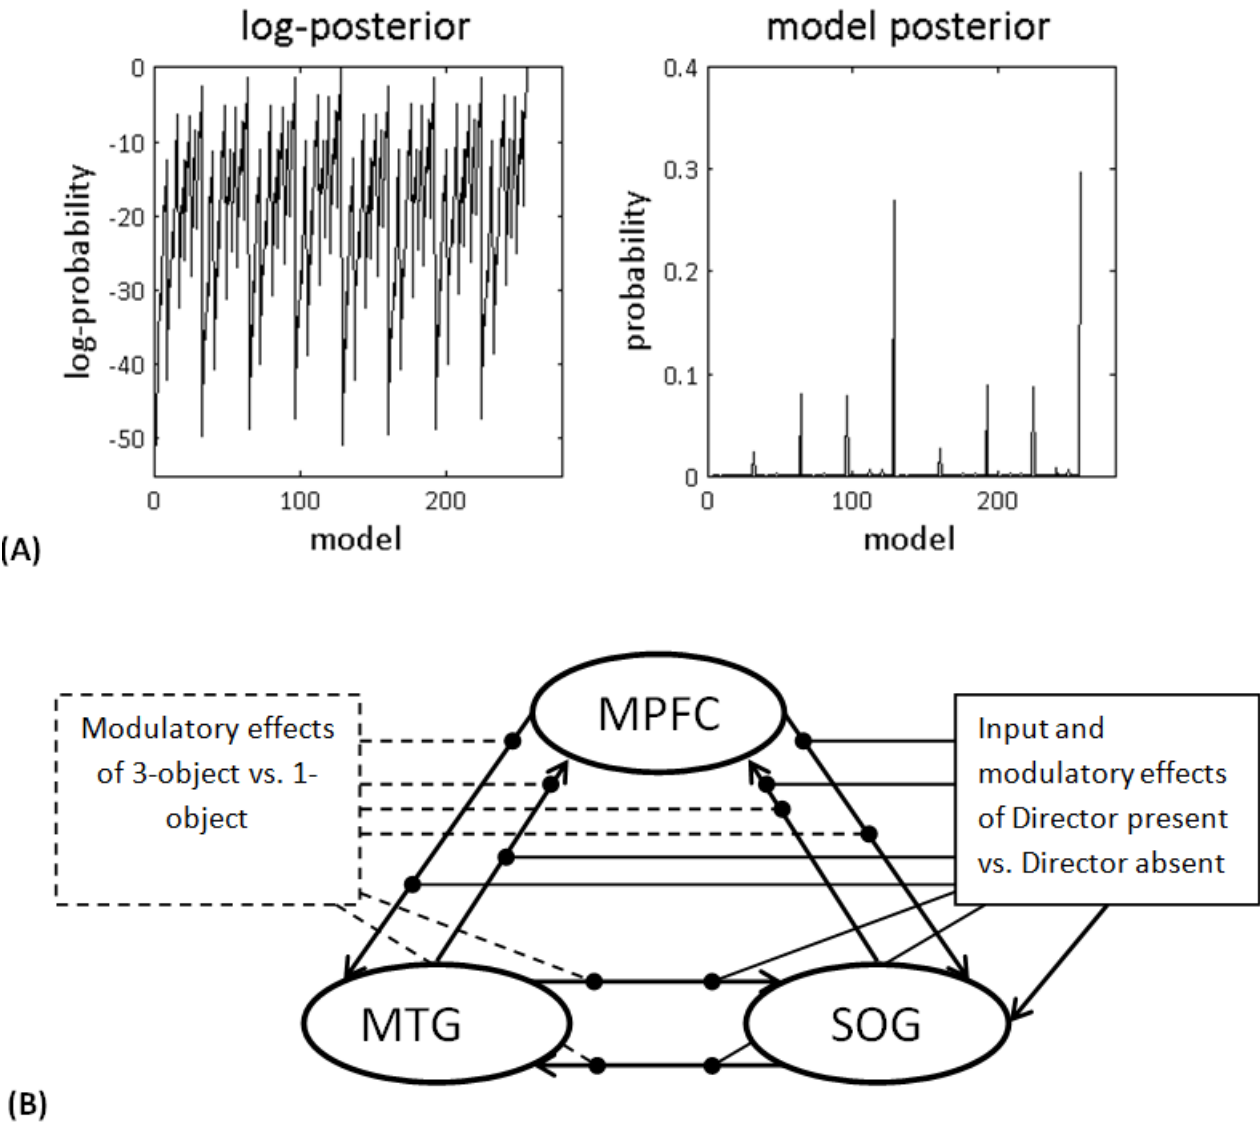 log-posterior
model posterior
0
-10
-20
-30
-40
-50
log-probability
0
100
200
model
0.4
0.3
0.2
0.1
0
probability
0
100
200
model
(A)
MPFC
Modulatory effects
of 3-object vs. 1-
object
Input and
modulatory effects
of Director present
vs. Director absent
MTG
SOG
(B)